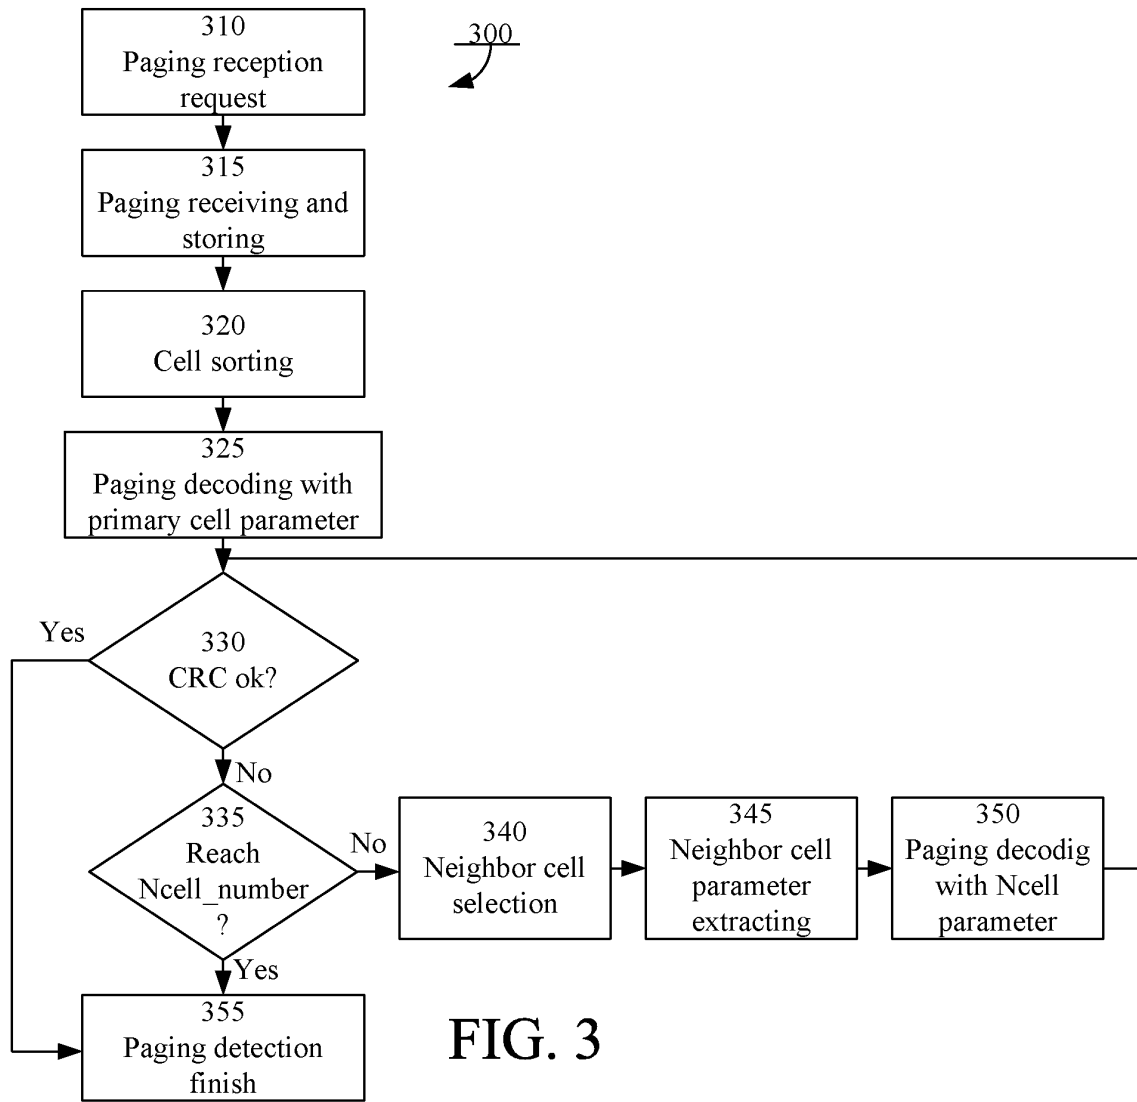 310
Paging reception
request
300
315
Paging receiving and
storing
320
Cell sorting
325
Paging decoding with
primary cell parameter
Yes
330
CRC ok?
No
335
Reach
Ncell_number
?
No
340
Neighbor cell
selection
345
Neighbor cell
parameter
extracting
350
Paging decodig
with Ncell
parameter
Yes
355
Paging detection
finish
FIG. 3